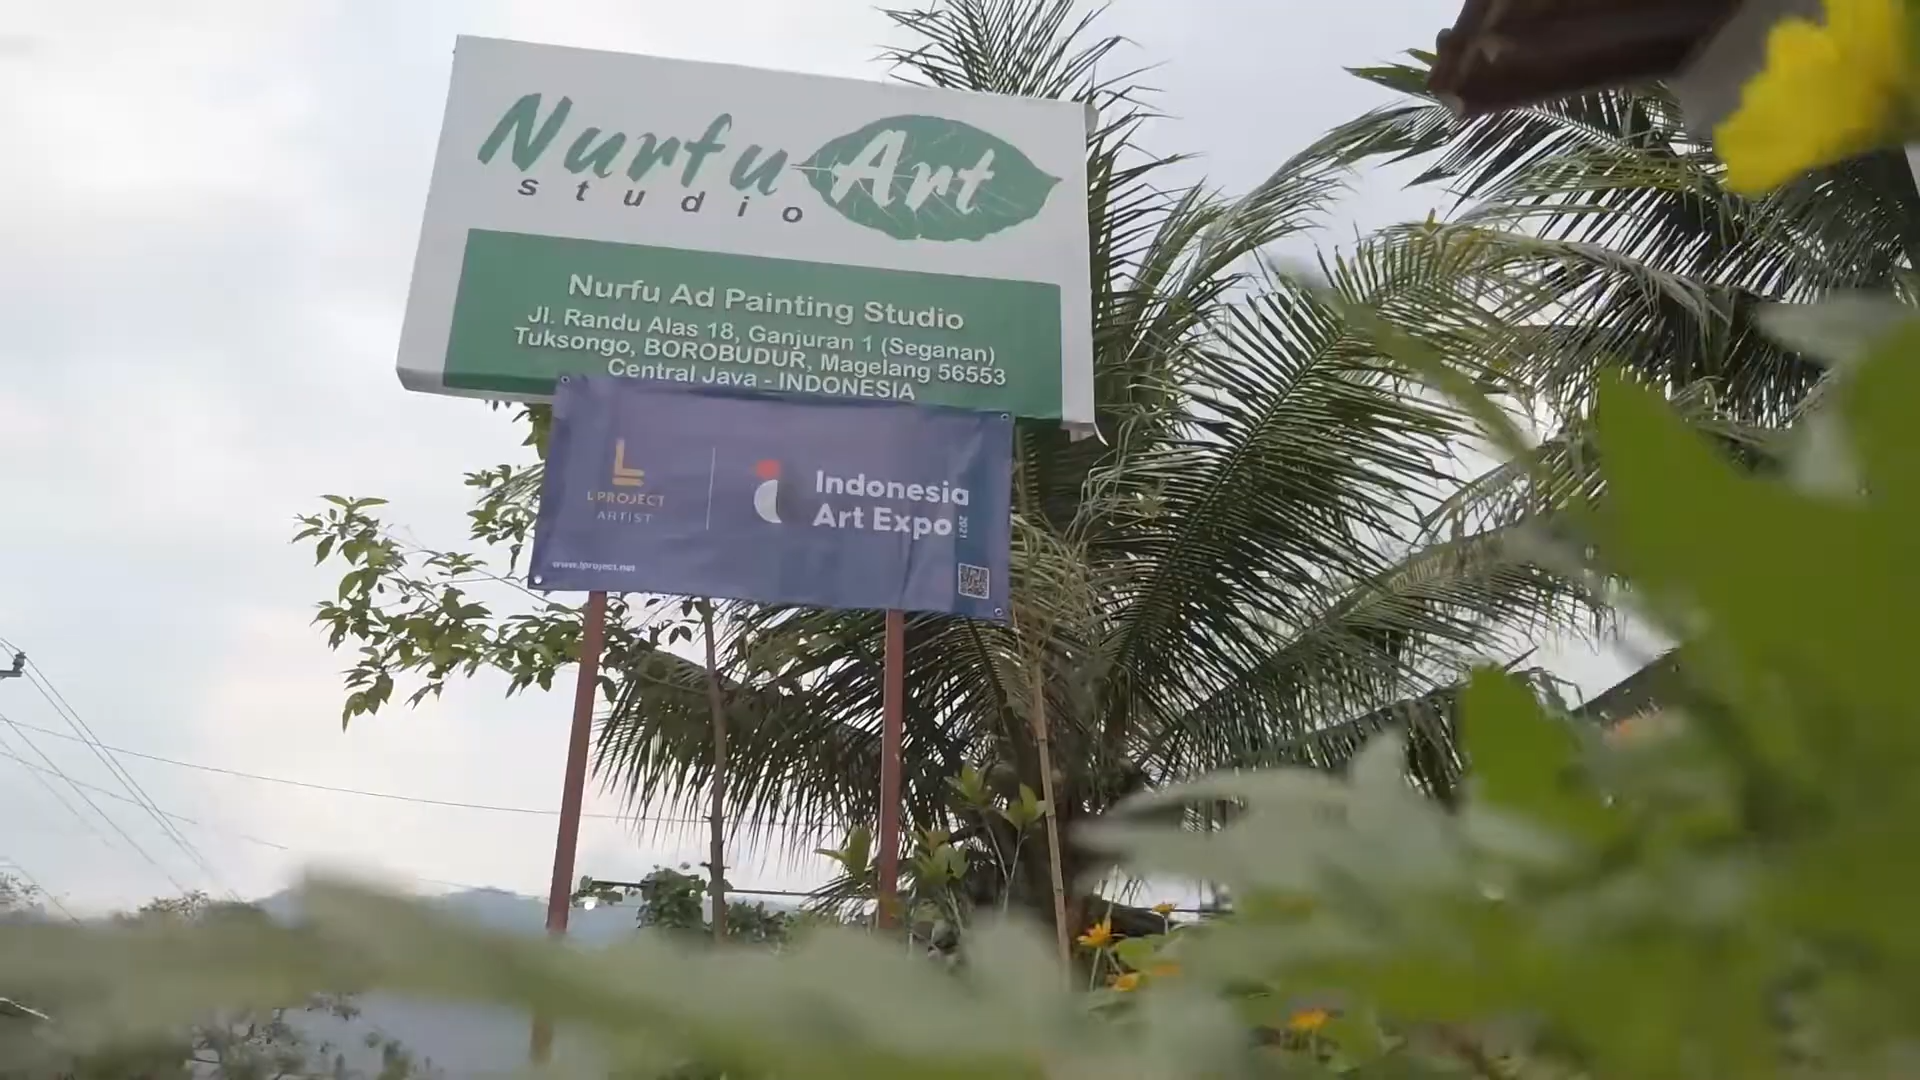 Nurfu Art
studio
Nurfu Ad Painting Studio
Jl. Randu Alas 18, Ganjuran 1 (Seganan)
Tuksongo, BOROBUDUR, Magelang 56553
Central Java - INDONESIA
L PROJECT
ARTIST
Indonesia
Art Expo
2021
www.lproject.net